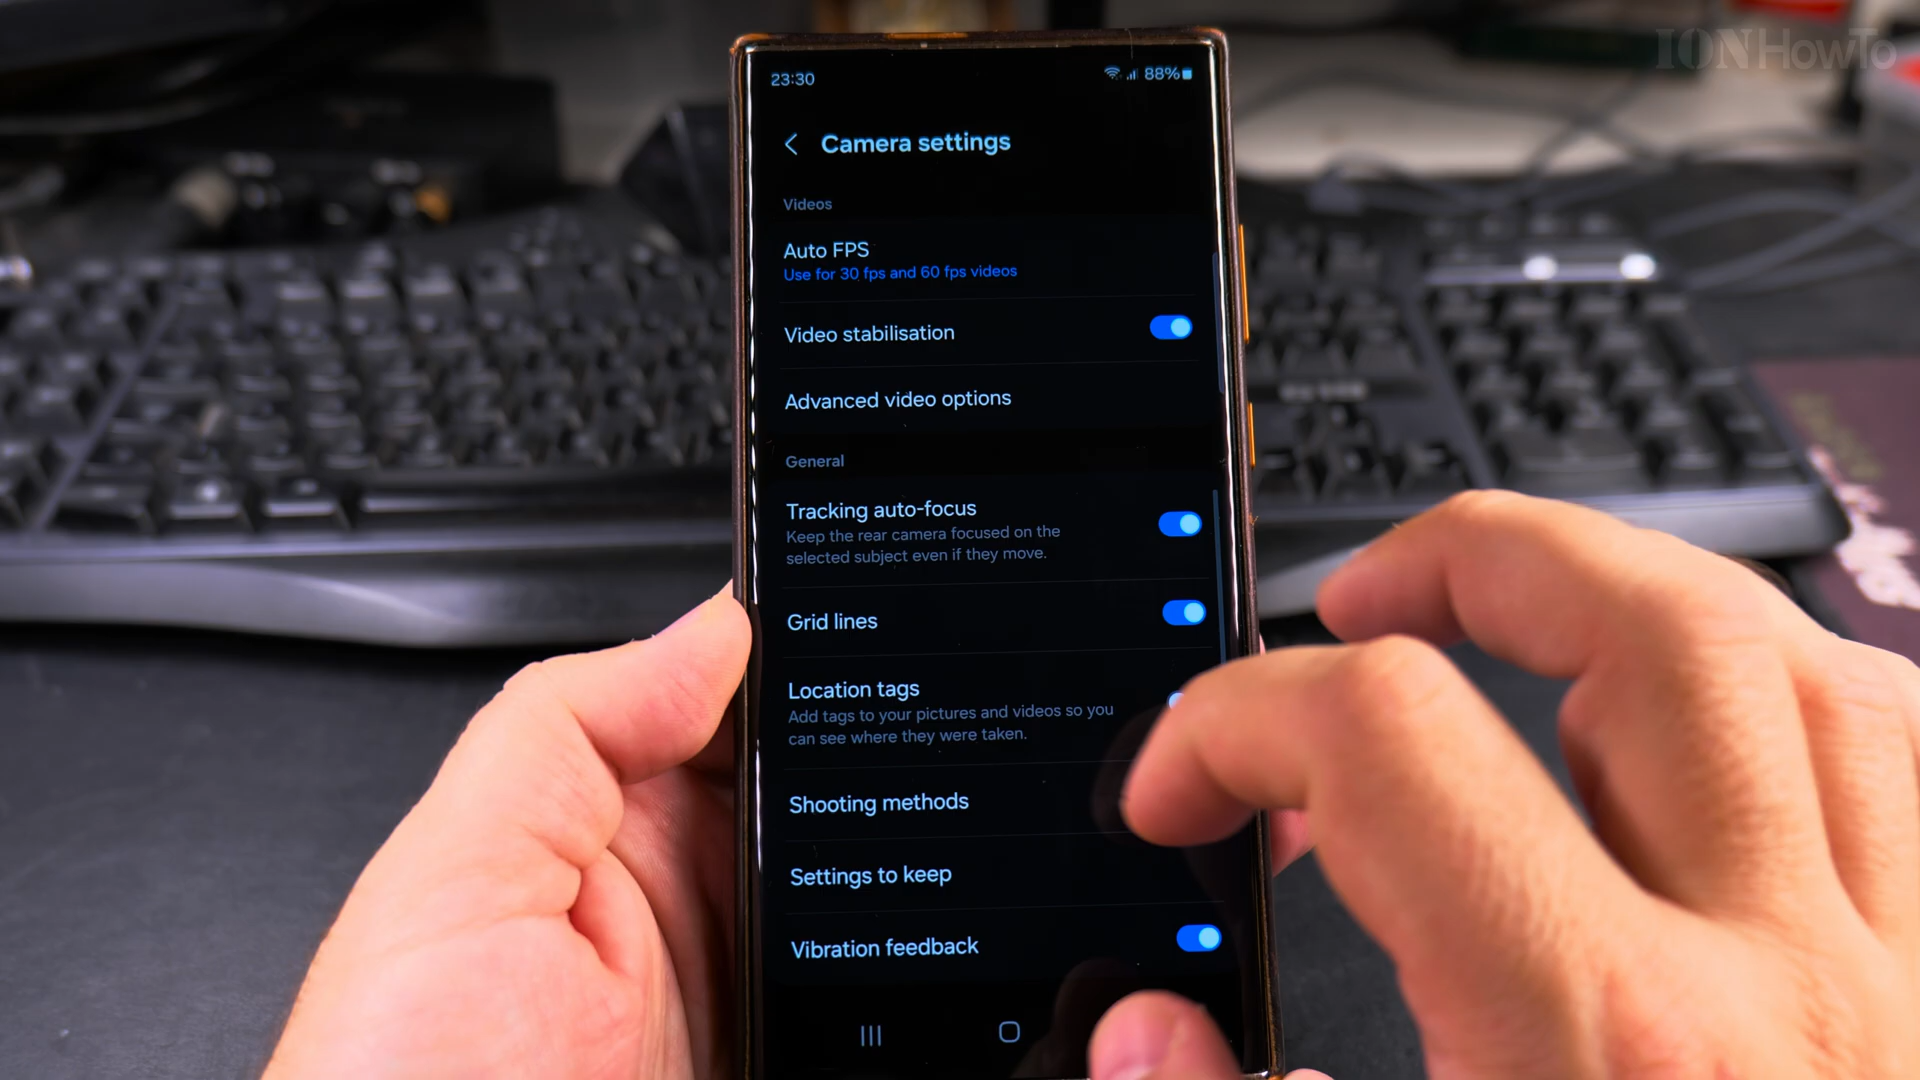 IONHowTo
23:30
88%
Camera settings
Videos
Auto FPS
Use for 30 fps and 60 fps videos
Video stabilisation
Advanced video options
General
Tracking auto-focus
Keep the rear camera focused on the
selected subject even if they move.
Grid lines
Location tags
Add tags to your pictures and videos so you
can see where they were taken.
Shooting methods
Settings to keep
Vibration feedback